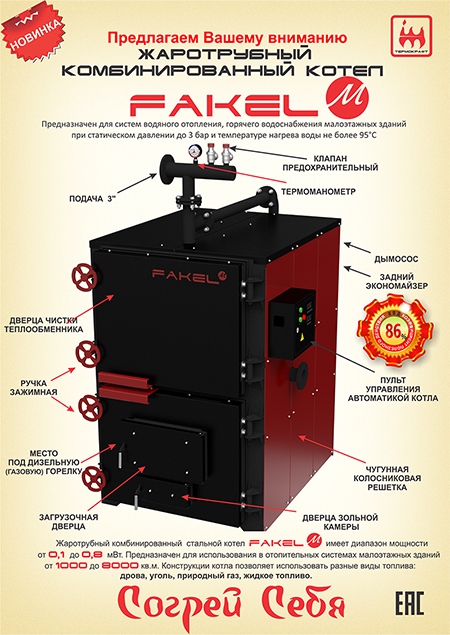 НОВИНКА
Предлагаем Вашему вниманию
ЖАРОТРУБНЫЙ
КОМБИНИРОВАННЫЙ КОТЕЛ
ТЕРМОКРАФТ
FAKEL М
Предназначен для систем водяного отопления, горячего водоснабжения малоэтажных зданий
при статическом давлении до 3 бар и температуре нагрева воды не более 95°С
КЛАПАН
ПРЕДОХРАНИТЕЛЬНЫЙ
ТЕРМОМАНОМЕТР
ПОДАЧА 3"
ДЫМОСОС
ЗАДНИЙ
ЭКОНОМАЙЗЕР
FAKEL М
ДВЕРЦА ЧИСТКИ
ТЕПЛООБМЕННИКА
86%
РУЧКА
ЗАЖИМНАЯ
ПУЛЬТ
УПРАВЛЕНИЯ
АВТОМАТИКОЙ КОТЛА
МЕСТО
ПОД ДИЗЕЛЬНУЮ
(ГАЗОВУЮ) ГОРЕЛКУ
ЧУГУННАЯ
КОЛОСНИКОВАЯ
РЕШЕТКА
ЗАГРУЗОЧНАЯ
ДВЕРЦА
ДВЕРЦА ЗОЛЬНОЙ
КАМЕРЫ
Жаротрубный комбинированный стальной котел FAKEL М имеет диапазон мощности
от 0,1 до 0,8 мВт. Предназначен для использования в отопительных системах малоэтажных зданий
от 1000 до 8000 кв.м. Конструкции котла позволяет использовать разные виды топлива:
дрова, уголь, природный газ, жидкое топливо.
Согрей Себя
ЕАС